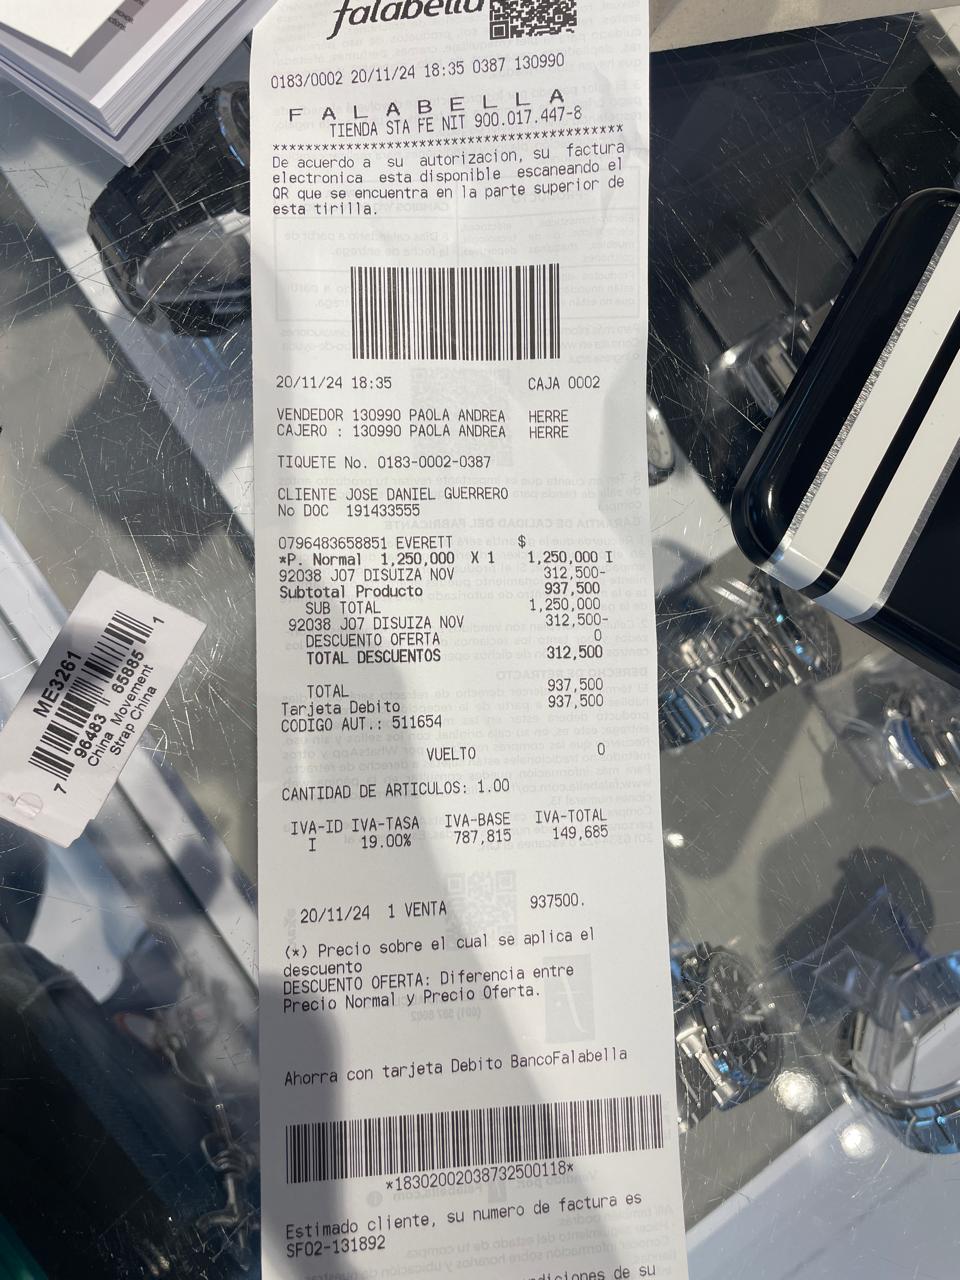 falabella
0183/0002 20/11/24 18:35 0387 130990
F A L A B E L L A
TIENDA STA FE NIT 900.017.447-8
******************************************
De acuerdo a su autorizacion, su factura
electronica esta disponible escaneando el
QR que se encuentra en la parte superior de
esta tirilla.
20/11/24 18:35 CAJA 0002
VENDEDOR 130990 PAOLA ANDREA HERRE
CAJERO : 130990 PAOLA ANDREA HERRE
TIQUETE No. 0183-0002-0387
CLIENTE JOSE DANIEL GUERRERO
No DOC 191433555
0796483658851 EVERETT $
*P. Normal 1,250,000 X 1 1,250,000 I
92038 J07 DISUIZA NOV 312,500-
Subtotal Producto 937,500
SUB TOTAL 1,250,000
92038 J07 DISUIZA NOV 312,500-
DESCUENTO OFERTA 0
TOTAL DESCUENTOS 312,500
TOTAL 937,500
Tarjeta Debito 937,500
CODIGO AUT.: 511654
VUELTO 0
CANTIDAD DE ARTICULOS: 1.00
IVA-ID IVA-TASA IVA-BASE IVA-TOTAL
I 19.00% 787,815 149,685
20/11/24 1 VENTA 937500.
(*) Precio sobre el cual se aplica el
descuento
DESCUENTO OFERTA: Diferencia entre
Precio Normal y Precio Oferta.
Ahorra con tarjeta Debito BancoFalabella
*18302002038732500118*
Estimado cliente, su numero de factura es
SF02-131892
de su
ME3261
7 96483 65885 1
China Movement
Strap China